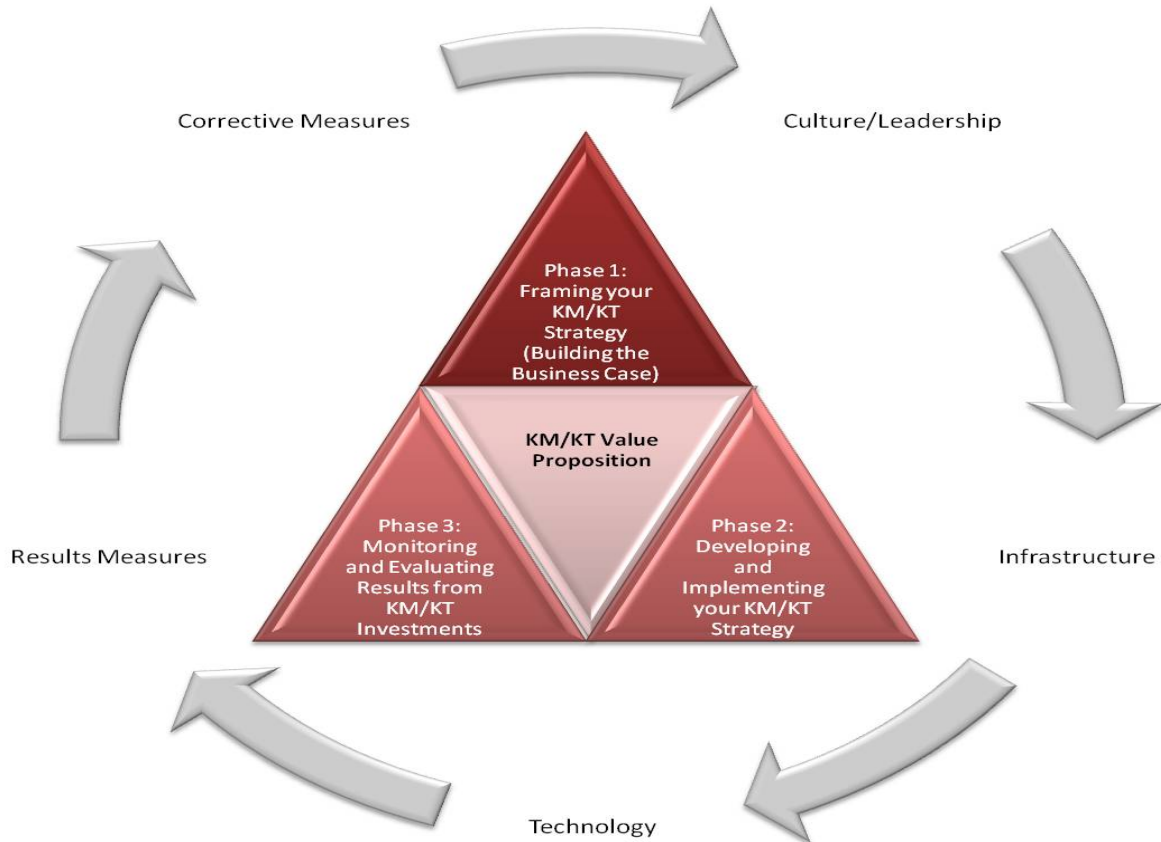 Corrective Measures
Culture/Leadership
Phase 1:
Framing your
KM/KT
Strategy
(Building the
Business Case)
KM/KT Value
Proposition
Phase 3:
Monitoring
and Evaluating
Results from
KM/KT
Investments
Phase 2:
Developing
and
Implementing
your KM/KT
Strategy
Results Measures
Infrastructure
Technology